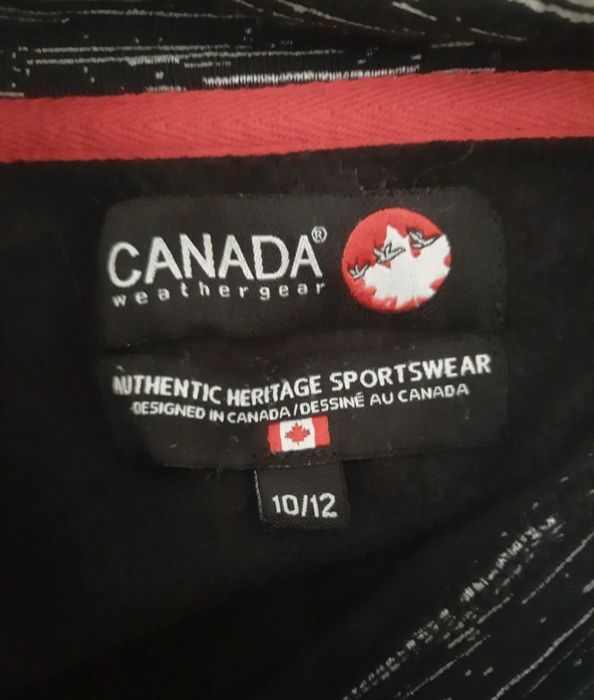 CANADA®
weathergear
AUTHENTIC HERITAGE SPORTSWEAR
DESIGNED IN CANADA/DESSINÉ AU CANADA
10/12